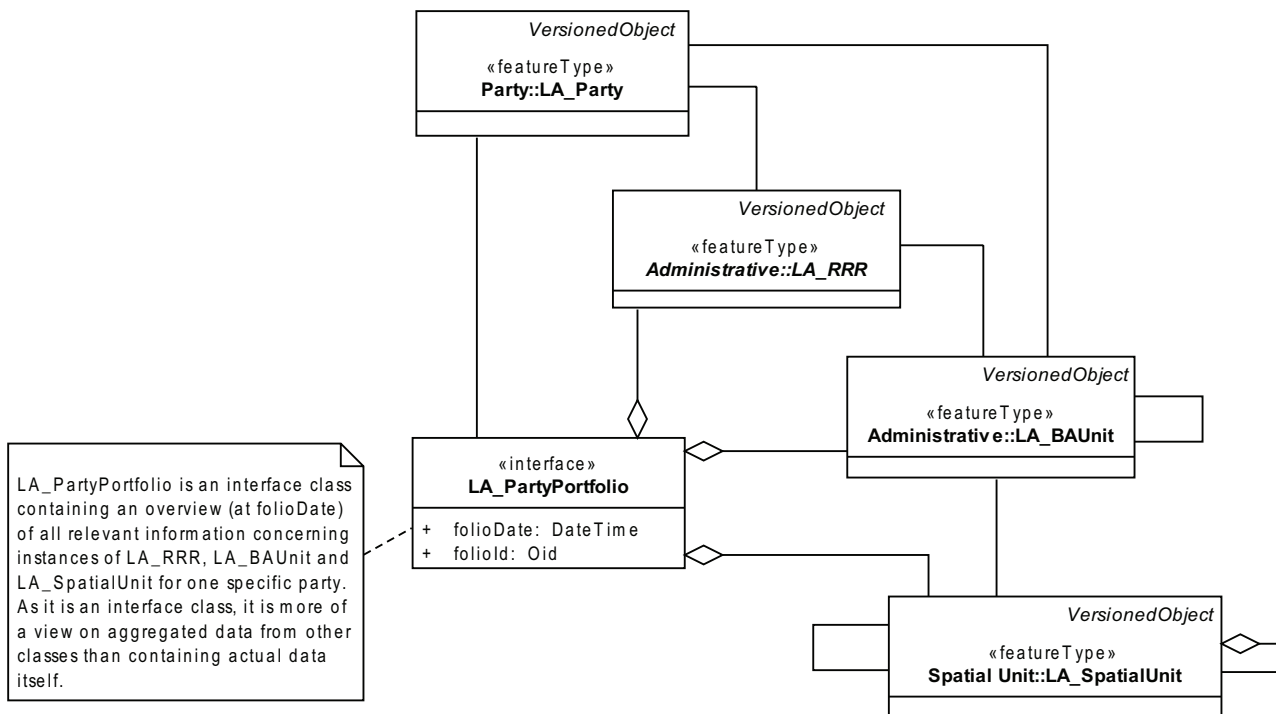 VersionedObject
«featureType»
Party::LA_Party
VersionedObject
«featureType»
Administrative::LA_RRR
VersionedObject
«featureType»
Administrative::LA_BAUnit
«interface»
LA_PartyPortfolio
+ folioDate: DateTime
+ folioId: Oid
LA_PartyPortfolio is an interface class
containing an overview (at folioDate)
of all relevant information concerning
instances of LA_RRR, LA_BAUnit and
LA_SpatialUnit for one specific party.
As it is an interface class, it is more of
a view on aggregated data from other
classes than containing actual data
itself.
VersionedObject
«featureType»
Spatial Unit::LA_SpatialUnit